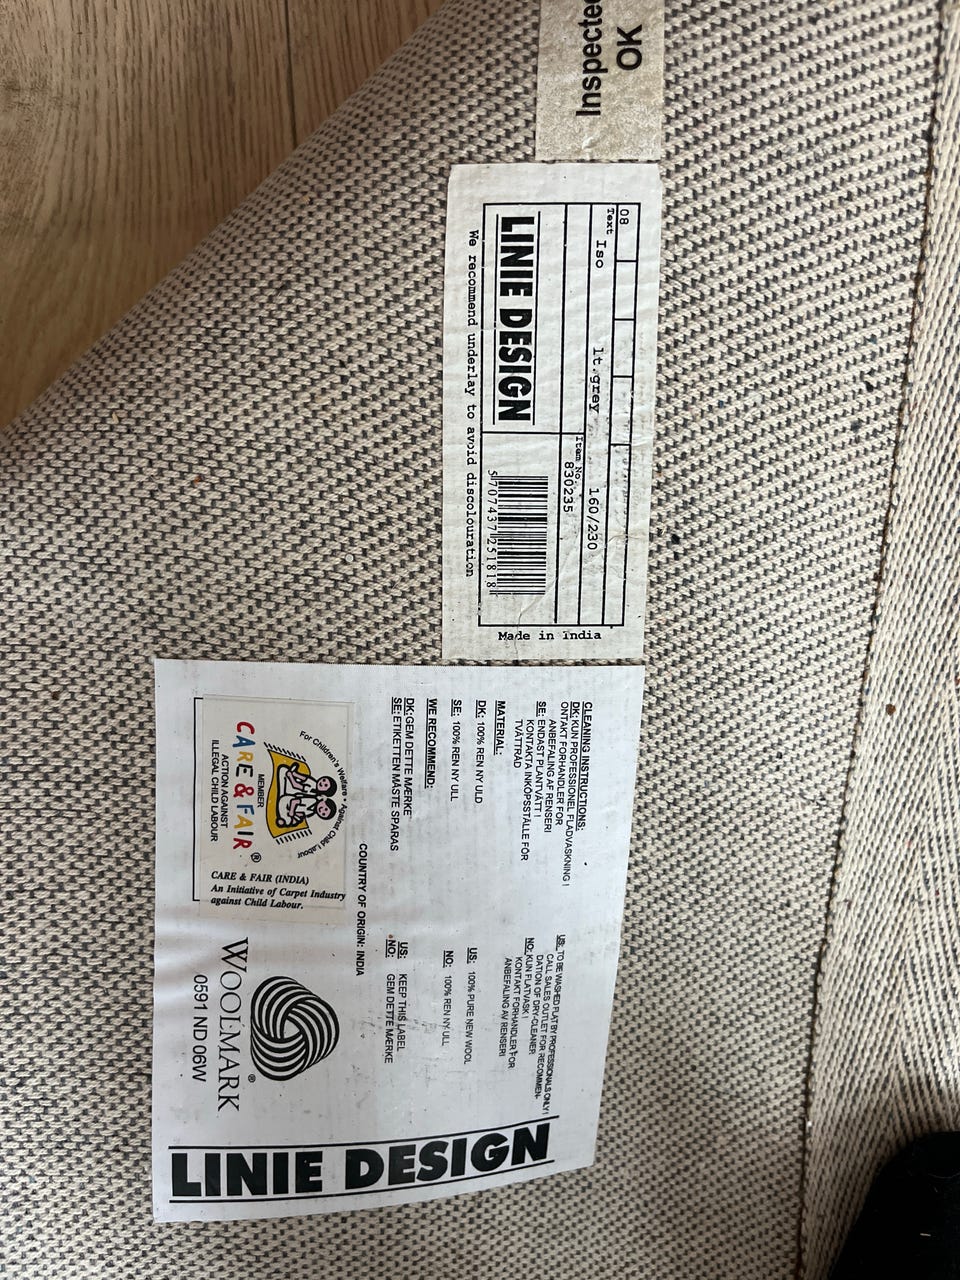 Inspecte
OK
08
Text Iso lt.grey 160/230
Item No.
830235
LINIE DESIGN
5 707437 251818
We recommend underlay to avoid discolouration
Made in India
CLEANING INSTRUCTIONS:
DK: KUN PROFESSIONEL FLADVASKNING !
ONTAKT FORHANDLER FOR
ANBEFALING AF RENSERI
SE: ENDAST PLANTVÄTT !
KONTAKTA INKÖPSSTÄLLE FÖR
TVÄTTRÅD
MATERIAL:
DK: 100% REN NY ULD
SE: 100% REN NY ULL
WE RECOMMEND:
DK: GEM DETTE MÆRKE
SE: ETIKETTEN MÅSTE SPARAS
US: TO BE WASHED FLAT BY PROFESSIONALS ONLY !
CALL SALES OUTLET FOR RECOMMEN-
DATION OF DRY-CLEANER
NO: KUN FLATVASK !
KONTAKT FORHANDLER FOR
ANBEFALING AV RENSERI
US: 100% PURE NEW WOOL
NO: 100% REN NY ULL
US: KEEP THIS LABEL
NO: GEM DETTE MÆRKE
COUNTRY OF ORIGIN: INDIA
For Children's Welfare • Against Child Labour
CARE & FAIR®
MEMBER
ACTION AGAINST
ILLEGAL CHILD LABOUR
CARE & FAIR (INDIA)
An Initiative of Carpet Industry
against Child Labour.
WOOLMARK®
0591 ND 06W
LINIE DESIGN